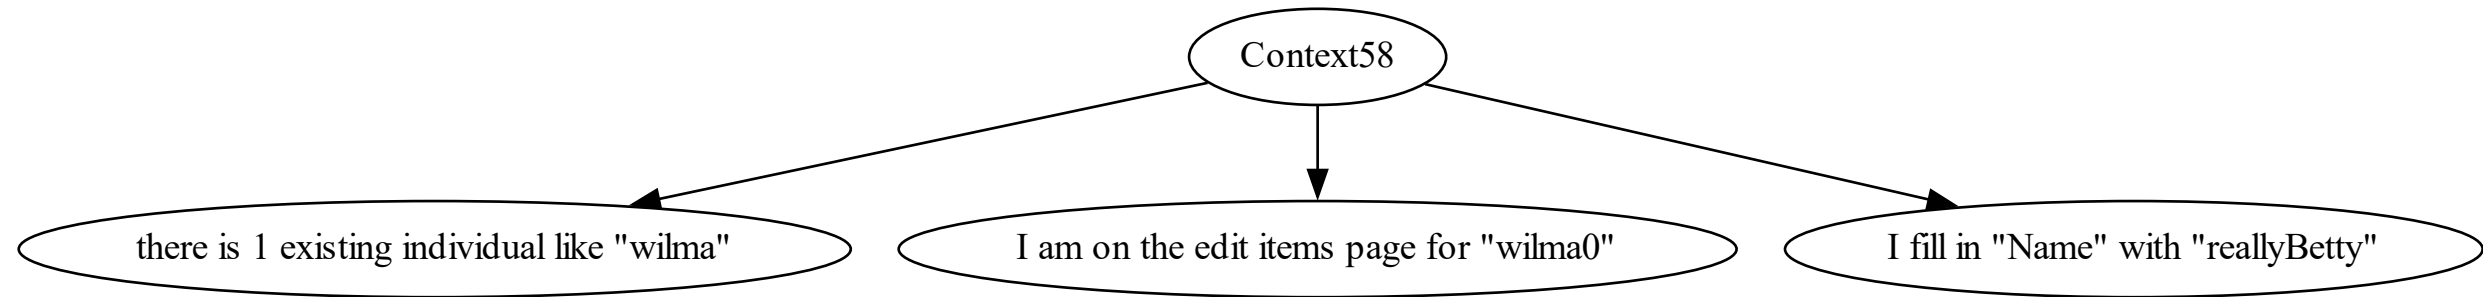 Context58
there is 1 existing individual like "wilma"
I am on the edit items page for "wilma0"
I fill in "Name" with "reallyBetty"